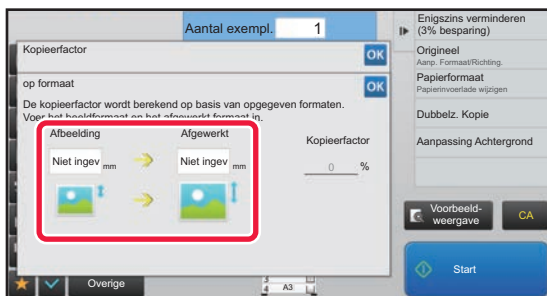 Aantal exempl. 1
Kopieerfactor OK
op formaat OK
De kopieerfactor wordt berekend op basis van opgegeven formaten.
Voer het beeldformaat en het afgewerkt formaat in.
Afbeelding Afgewerkt
Kopieerfactor
Niet ingev mm Niet ingev mm
0 %
Overige
A3
4
Enigszins verminderen
(3% besparing)
Origineel
Aanp. Formaat/Richting.
Papierformaat
Papierinvoerlade wijzigen
Dubbelz. Kopie
Aanpassing Achtergrond
Voorbeeld-
weergave
CA
Start